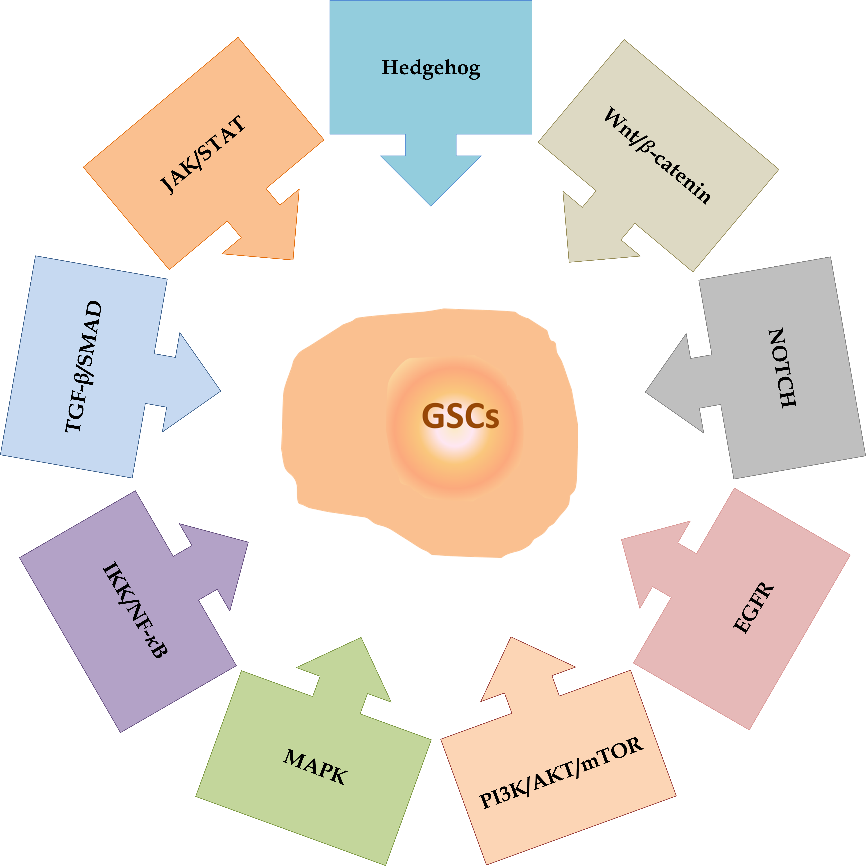 Hedgehog
Wnt/β-catenin
NOTCH
EGFR
PI3K/AKT/mTOR
MAPK
IKK/NF-κB
TGF-β/SMAD
JAK/STAT
GSCs